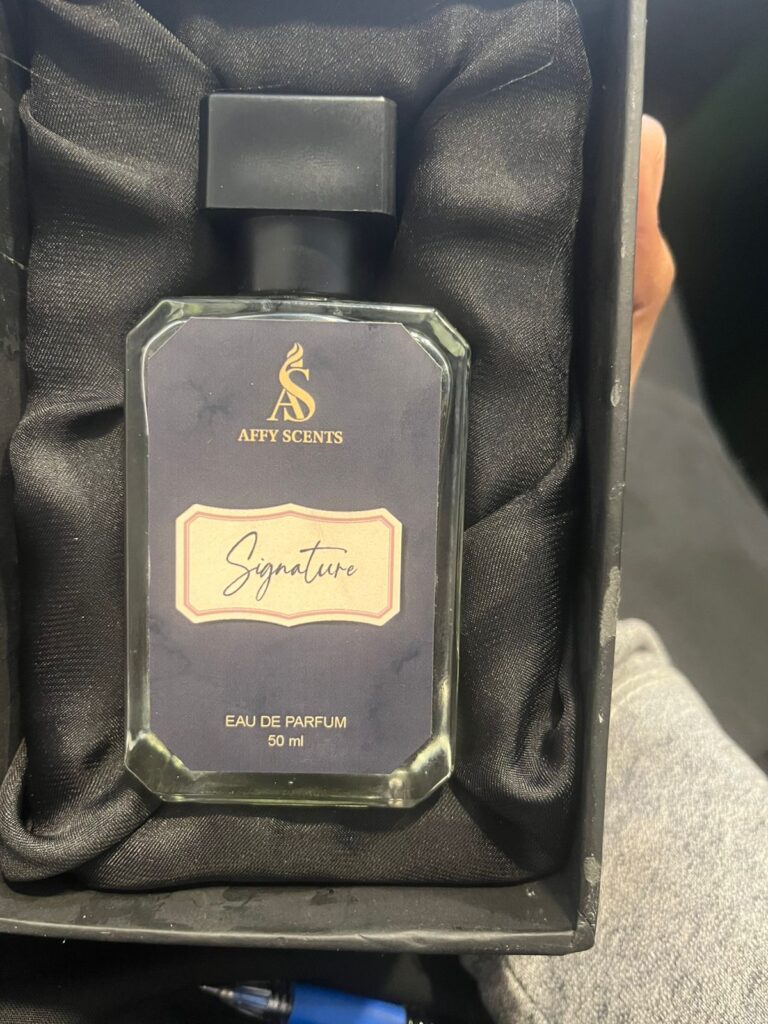 AS
AFFY SCENTS
Signature
EAU DE PARFUM
50 ml